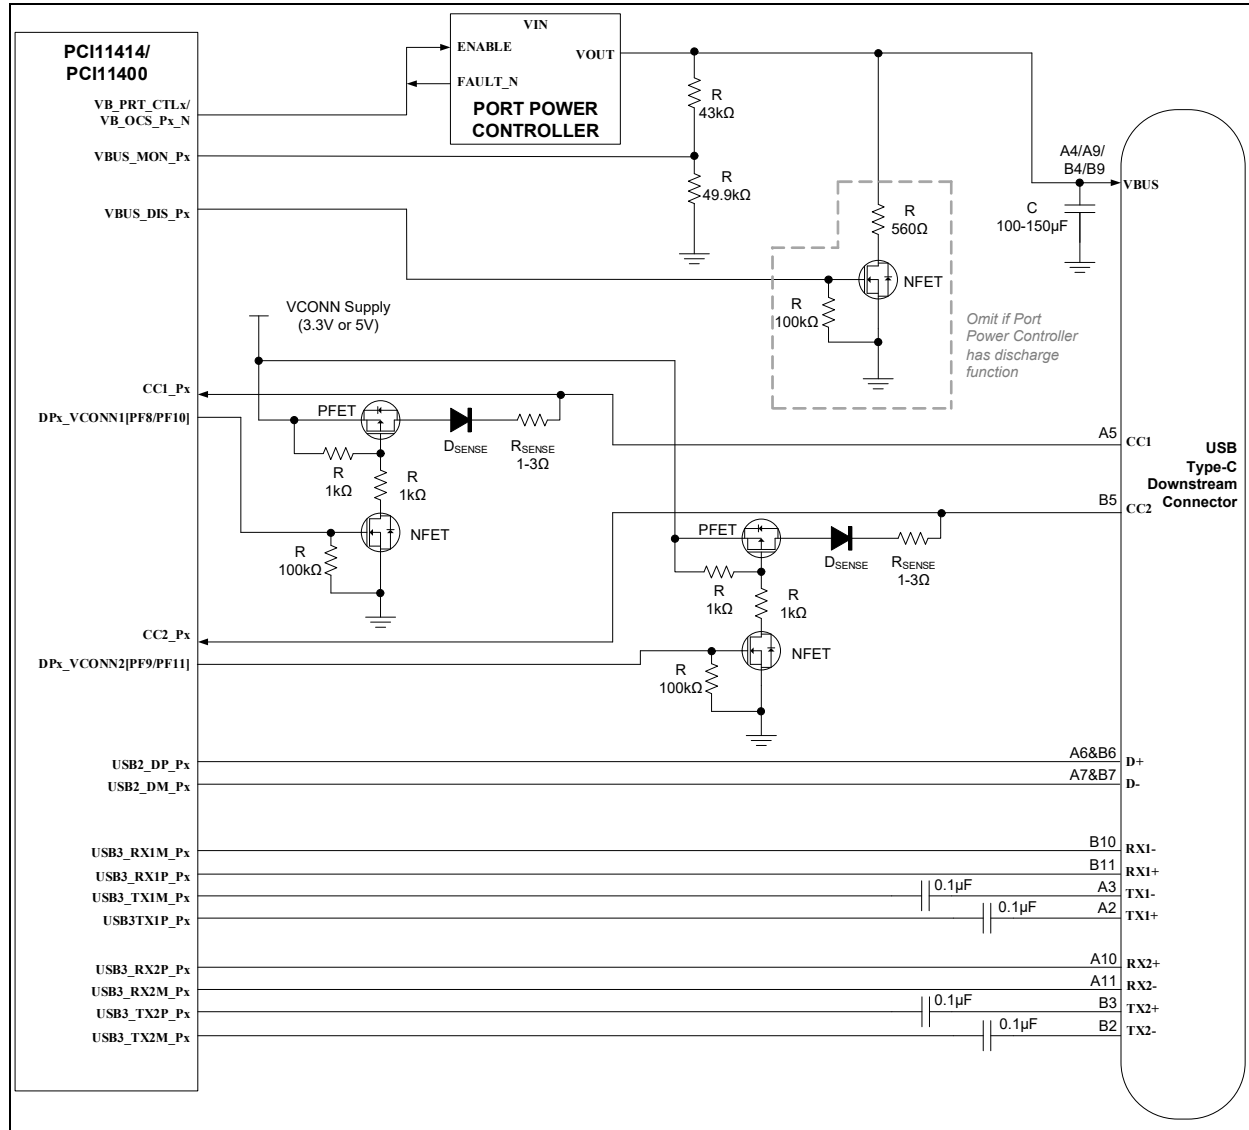 PCI11414/
PCI11400
VB_PRT_CTLx/
VB_OCS_Px_N
VBUS_MON_Px
VBUS_DIS_Px
CC1_Px
DPx_VCONN1[PF8/PF10]
CC2_Px
DPx_VCONN2[PF9/PF11]
USB2_DP_Px
USB2_DM_Px
USB3_RX1M_Px
USB3_RX1P_Px
USB3_TX1M_Px
USB3TX1P_Px
USB3_RX2P_Px
USB3_RX2M_Px
USB3_TX2P_Px
USB3_TX2M_Px
VIN
ENABLE
VOUT
FAULT_N
PORT POWER
CONTROLLER
R
43kΩ
R
49.9kΩ
R
560Ω
NFET
R
100kΩ
Omit if Port
Power Controller
has discharge
function
A4/A9/
B4/B9
VBUS
C
100-150µF
VCONN Supply
(3.3V or 5V)
PFET
DSENSE
RSENSE
1-3Ω
R
1kΩ
R
1kΩ
NFET
R
100kΩ
A5
CC1
B5
CC2
USB
Type-C
Downstream
Connector
PFET
DSENSE
RSENSE
1-3Ω
R
1kΩ
R
1kΩ
NFET
R
100kΩ
A6&B6
D+
A7&B7
D-
B10
RX1-
B11
RX1+
0.1µF
A3
TX1-
0.1µF
A2
TX1+
A10
RX2+
A11
RX2-
0.1µF
B3
TX2+
0.1µF
B2
TX2-